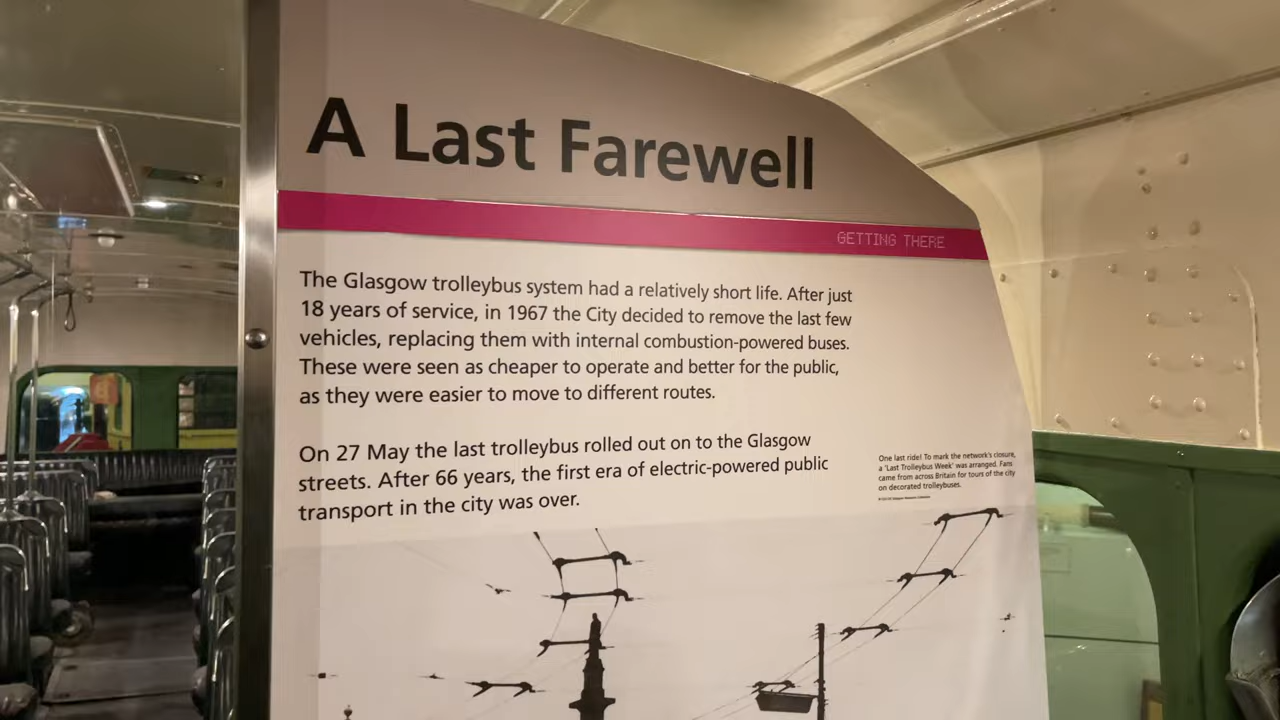 A Last Farewell
GETTING THERE
The Glasgow trolleybus system had a relatively short life. After just
18 years of service, in 1967 the City decided to remove the last few
vehicles, replacing them with internal combustion-powered buses.
These were seen as cheaper to operate and better for the public,
as they were easier to move to different routes.
On 27 May the last trolleybus rolled out on to the Glasgow
streets. After 66 years, the first era of electric-powered public
transport in the city was over.
One last ride! To mark the network's closure,
a 'Last Trolleybus Week' was arranged. Fans
came from across Britain for tours of the city
on decorated trolleybuses.